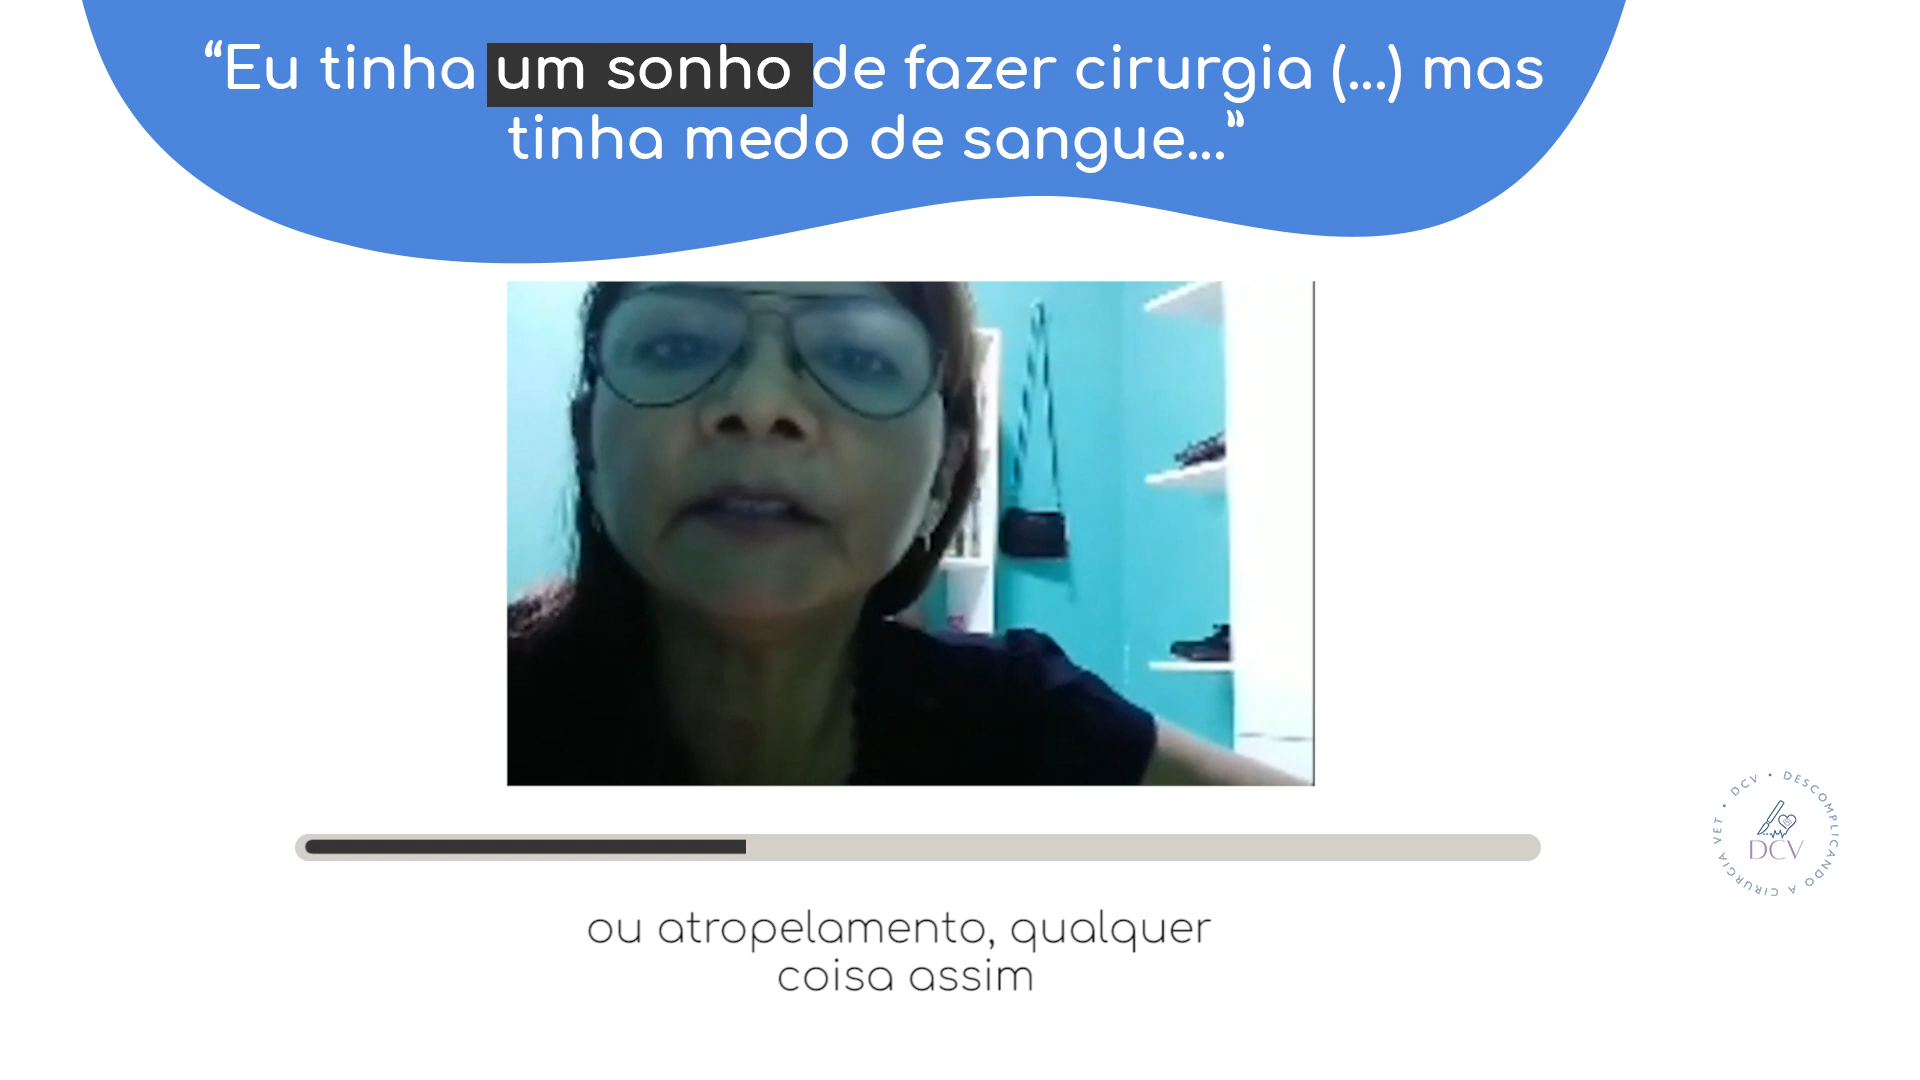 “Eu tinha um sonho de fazer cirurgia (...) mas
tinha medo de sangue...“
ou atropelamento, qualquer
coisa assim
DCV • DESCOMPLICANDO A CIRURGIA VET •
DCV